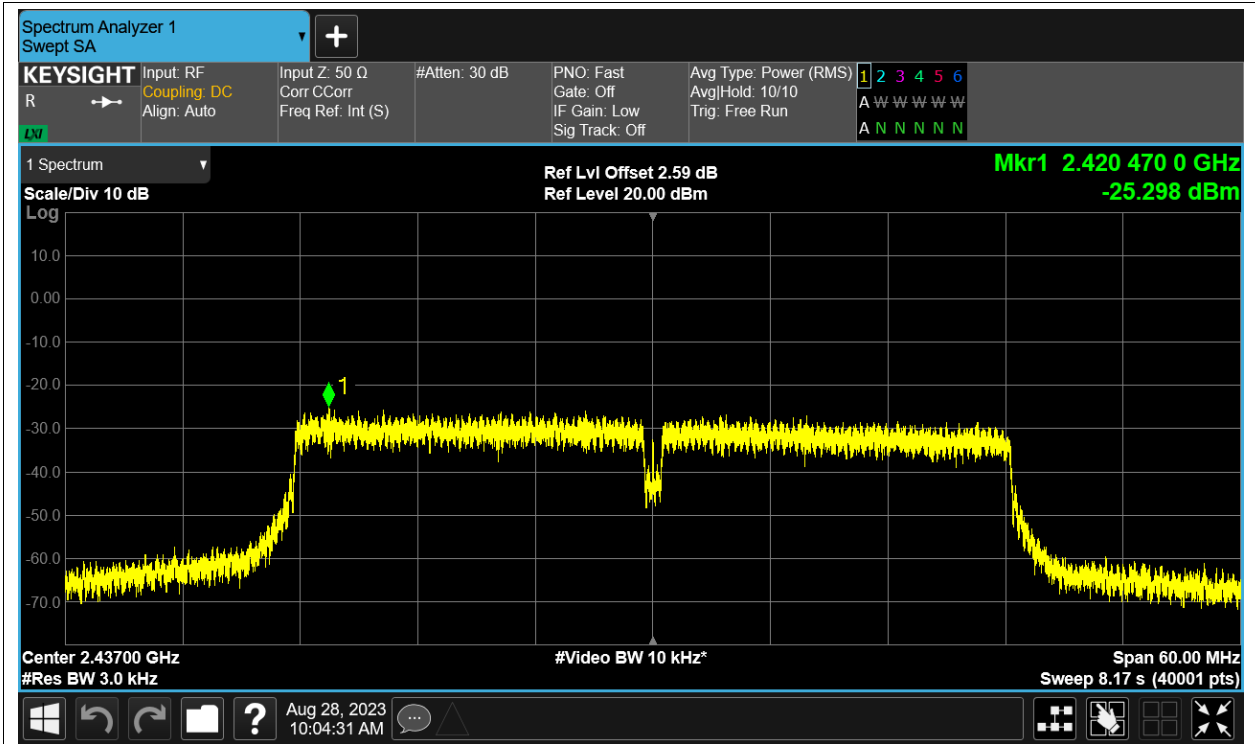 Spectrum Analyzer 1
Swept SA
KEYSIGHT
R
LXI
Input: RF
Coupling: DC
Align: Auto
Input Z: 50 Ω
Corr CCorr
Freq Ref: Int (S)
#Atten: 30 dB
PNO: Fast
Gate: Off
IF Gain: Low
Sig Track: Off
Avg Type: Power (RMS)
Avg|Hold: 10/10
Trig: Free Run
1 2 3 4 5 6
A W W W W W
A N N N N N
1 Spectrum
Scale/Div 10 dB
Log
Ref Lvl Offset 2.59 dB
Ref Level 20.00 dBm
Mkr1 2.420 470 0 GHz
-25.298 dBm
10.0
0.00
-10.0
-20.0
-30.0
-40.0
-50.0
-60.0
-70.0
1
Center 2.43700 GHz
#Res BW 3.0 kHz
#Video BW 10 kHz*
Span 60.00 MHz
Sweep 8.17 s (40001 pts)
?
Aug 28, 2023
10:04:31 AM